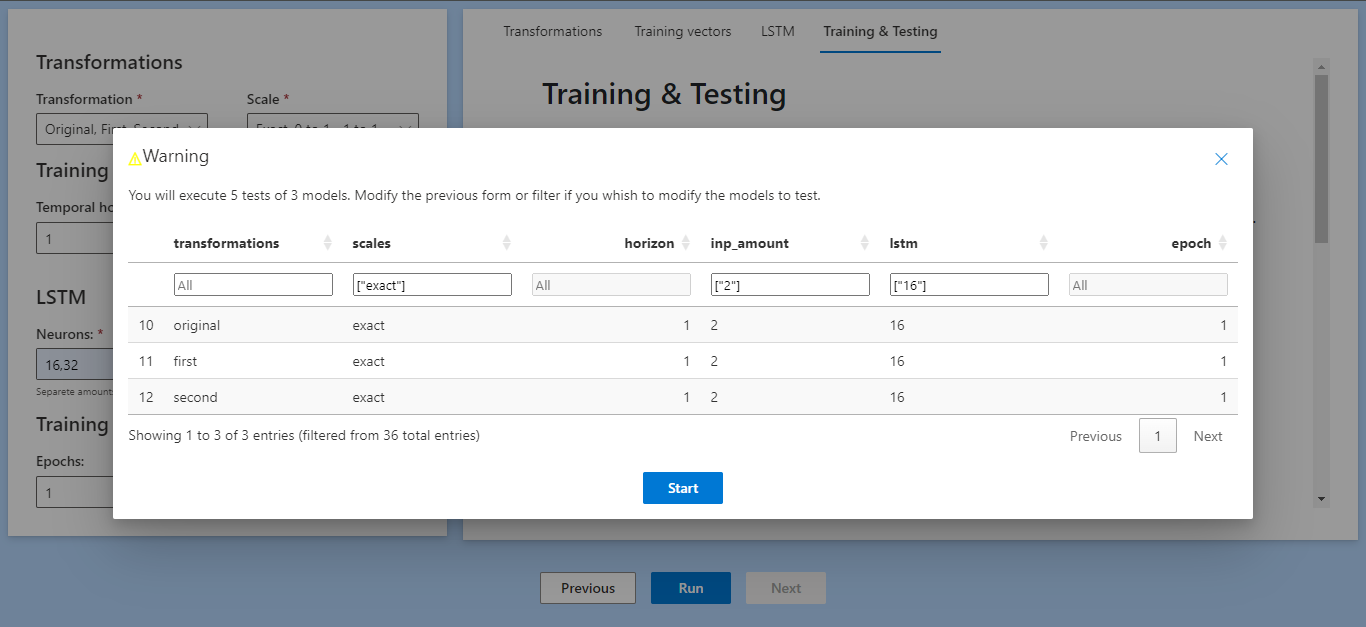 Transformations Training vectors LSTM Training & Testing
Transformations
Training & Testing
Transformation * Scale *
Original, First, Second Exact, 0 to 1, -1 to 1
Warning
You will execute 5 tests of 3 models. Modify the previous form or filter if you whish to modify the models to test.
Training
Temporal ho
1
transformations scales horizon inp_amount lstm epoch
All ["exact"] All ["2"] ["16"] All
LSTM
10 original exact 1 2 16 1
Neurons: *
11 first exact 1 2 16 1
16,32
Separete amount
12 second exact 1 2 16 1
Training
Showing 1 to 3 of 3 entries (filtered from 36 total entries) Previous 1 Next
Epochs:
1
Start
Previous Run Next